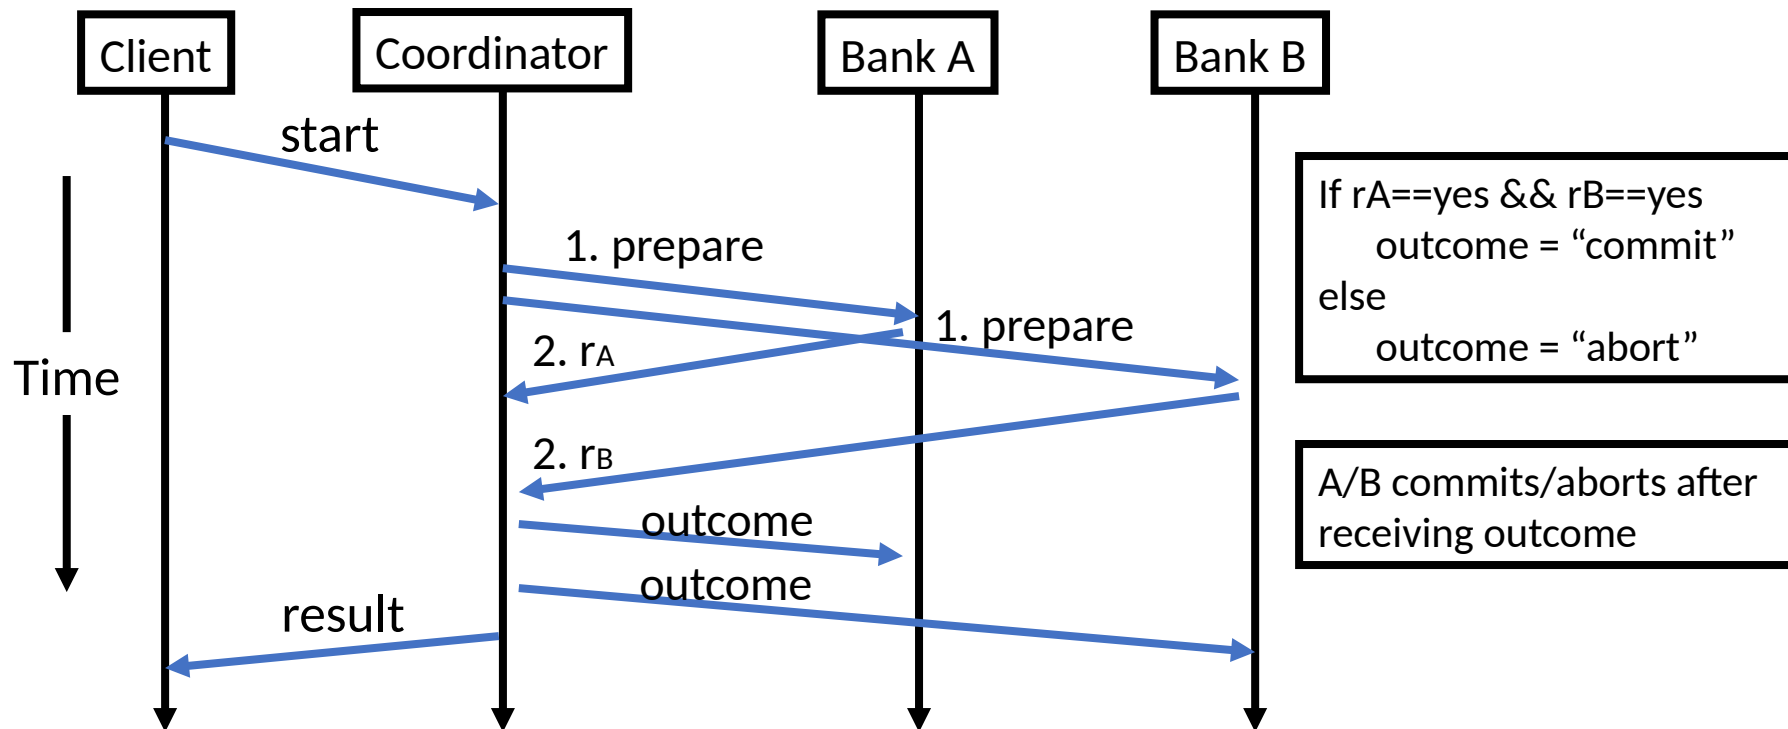 Client
Coordinator
Bank A
Bank B
start
1. prepare
1. prepare
2. rA
Time
2. rB
outcome
outcome
result
If rA==yes && rB==yes
outcome = “commit”
else
outcome = “abort”
A/B commits/aborts after
receiving outcome